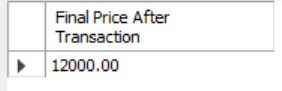 Final Price After
Transaction
12000.00